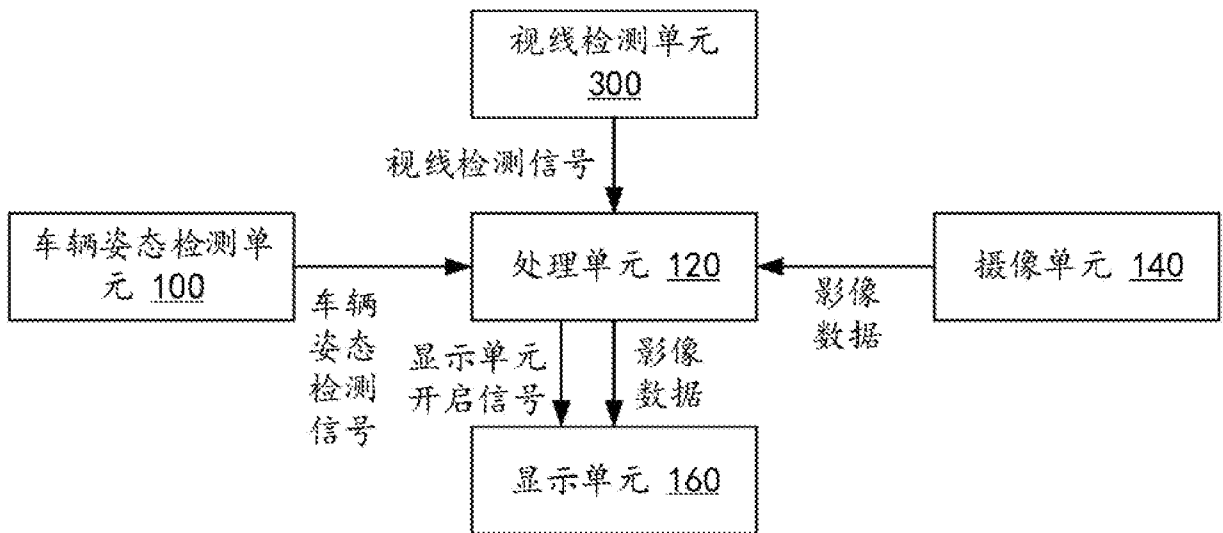 视线检测单元
300
视线检测信号
车辆姿态检测单
元 100
处理单元 120
摄像单元 140
车辆
姿态
检测
信号
显示单元
开启信号
影像
数据
影像
数据
显示单元 160